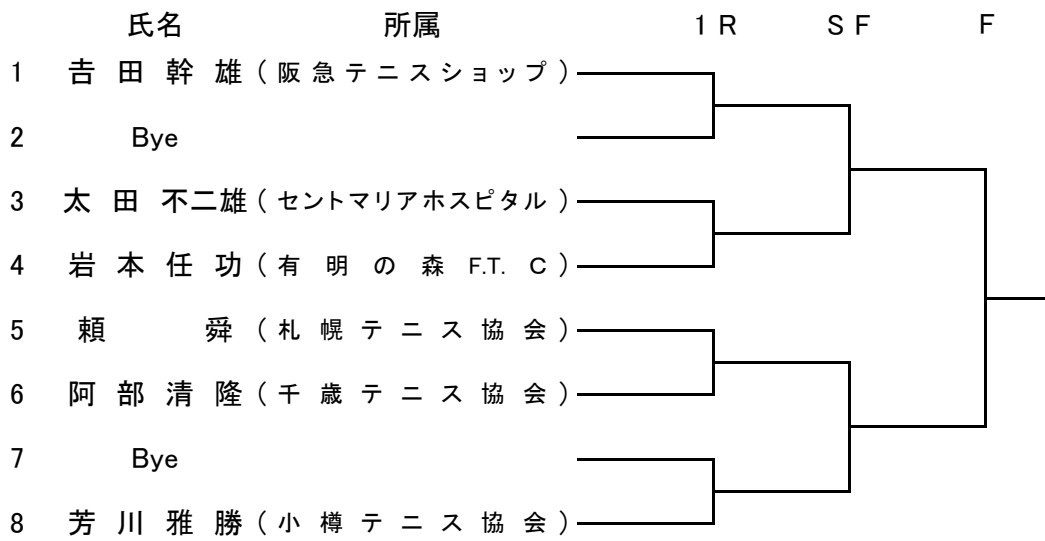 氏名 所属 1R SF F
1 𠮷田幹雄(阪急テニスショップ)
2 Bye
3 太田不二雄(セントマリアホスピタル)
4 岩本任功(有明の森F.T.C)
5 頼舜(札幌テニス協会)
6 阿部清隆(千歳テニス協会)
7 Bye
8 芳川雅勝(小樽テニス協会)